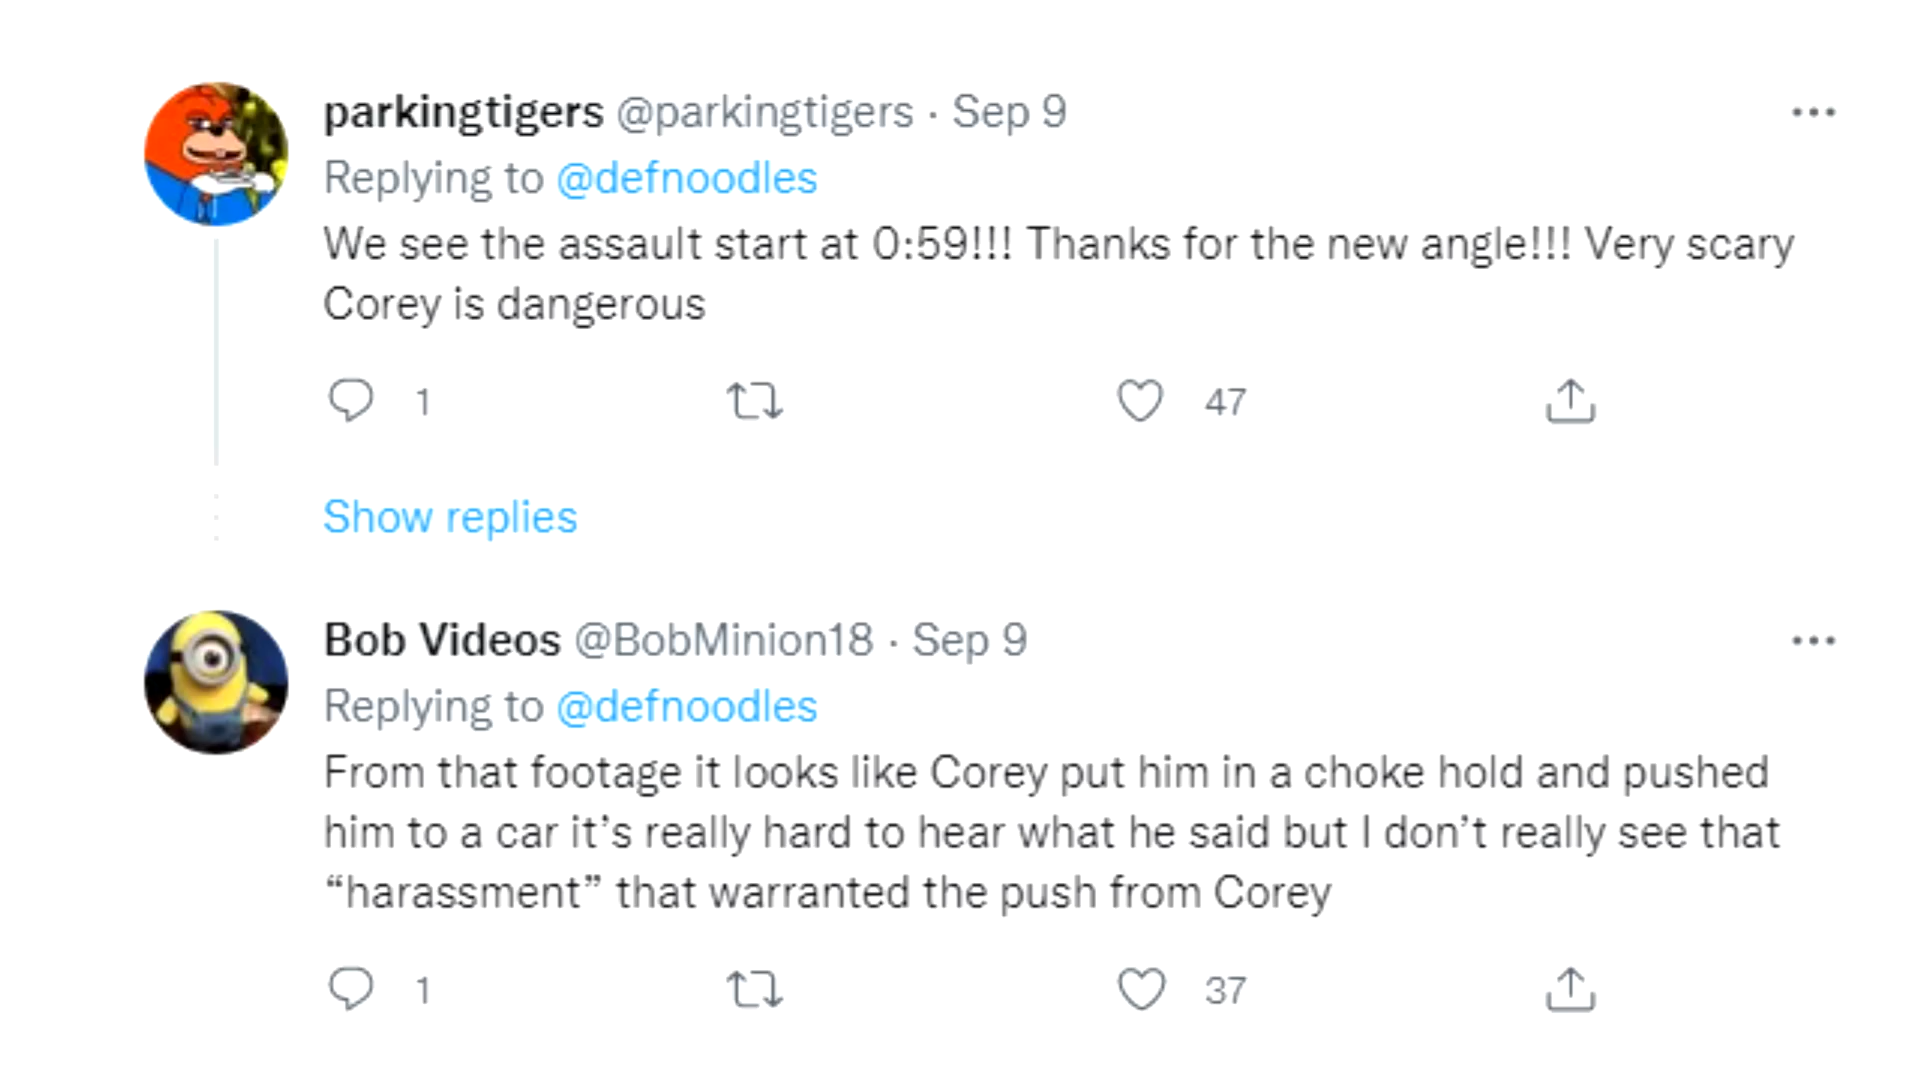 parkingtigers @parkingtigers · Sep 9
Replying to @defnoodles
We see the assault start at 0:59!!! Thanks for the new angle!!! Very scary
Corey is dangerous
1 47
Show replies
Bob Videos @BobMinion18 · Sep 9
Replying to @defnoodles
From that footage it looks like Corey put him in a choke hold and pushed
him to a car it’s really hard to hear what he said but I don’t really see that
“harassment” that warranted the push from Corey
1 37